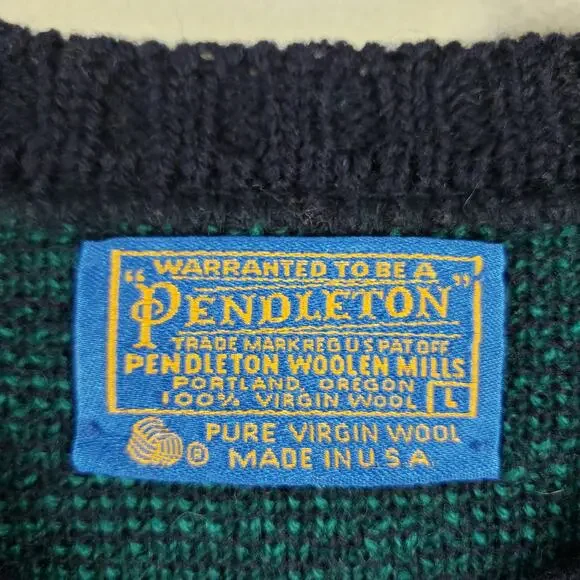 WARRANTED TO BE A
"PENDLETON"
TRADE MARK REG U S PAT OFF
PENDLETON WOOLEN MILLS
PORTLAND, OREGON
100% VIRGIN WOOL L
® PURE VIRGIN WOOL
MADE IN U.S.A.